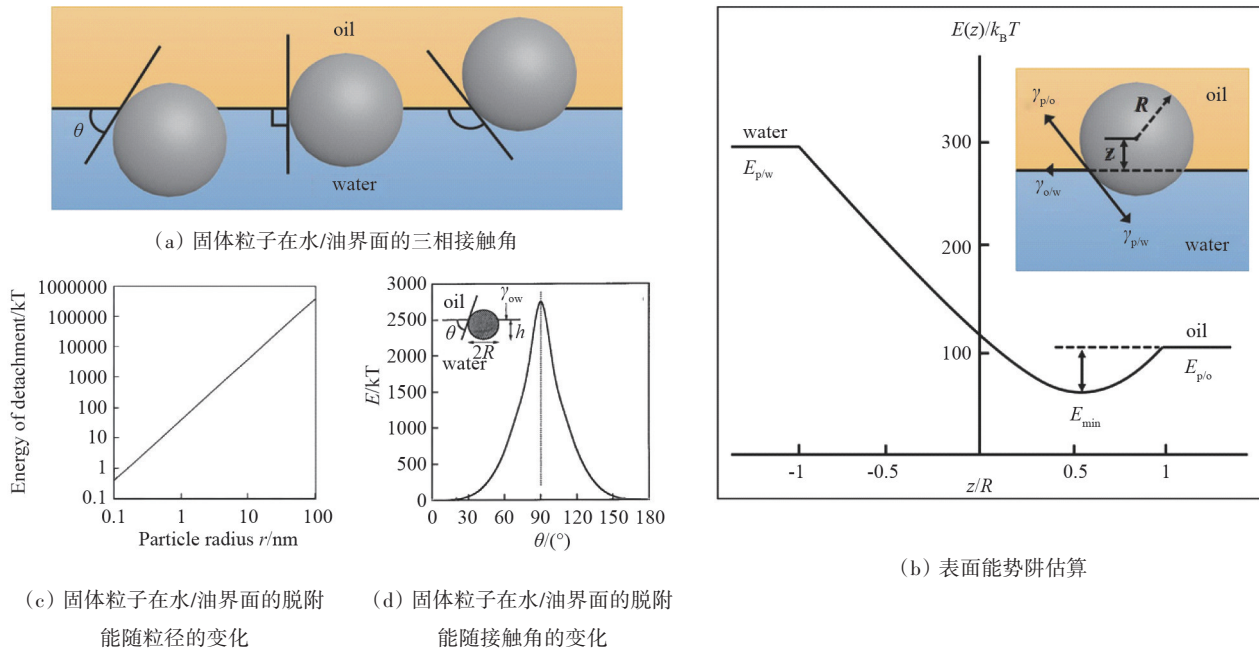 oil
θ
water
(a) 固体粒子在水/油界面的三相接触角
Energy of detachment/kT
1000000
100000
10000
1000
100
10
1
0.1
0.1 1 10 100
Particle radius r/nm
(c) 固体粒子在水/油界面的脱附
能随粒径的变化
E/kT
3000
2500
2000
1500
1000
500
0
oil
γow
θ
h
2R
water
0 30 60 90 120 150 180
θ/(°)
(d) 固体粒子在水/油界面的脱附
能随接触角的变化
E(z)/kBT
300
200
100
water
Ep/w
oil
Ep/o
Emin
γp/o
R
oil
z
γo/w
γp/w
water
-1 -0.5 0 0.5 1
z/R
(b) 表面能势阱估算